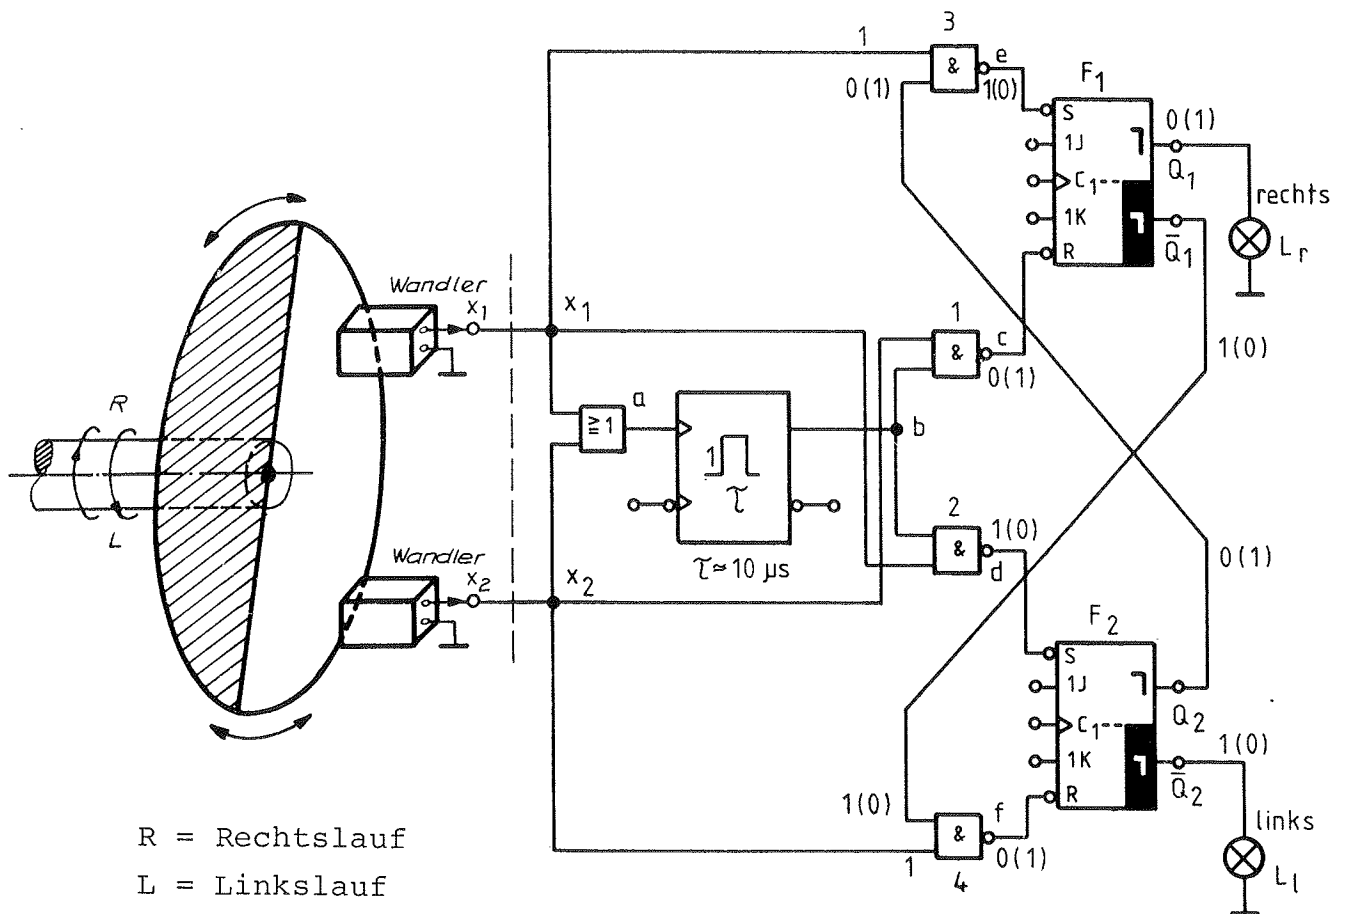 3
1
&
e
0(1)
1(0)
F1
S
1J
C1
1K
R
0(1)
Q1
Q̅1
rechts
Lr
1(0)
Wandler
x1
x1
R
L
≧1
a
1
τ
τ≈10 µs
b
1
&
c
0(1)
2
&
1(0)
d
Wandler
x2
x2
0(1)
F2
S
1J
C1
1K
R
Q2
Q̅2
1(0)
links
Ll
1(0)
&
f
0(1)
1
4
R = Rechtslauf
L = Linkslauf